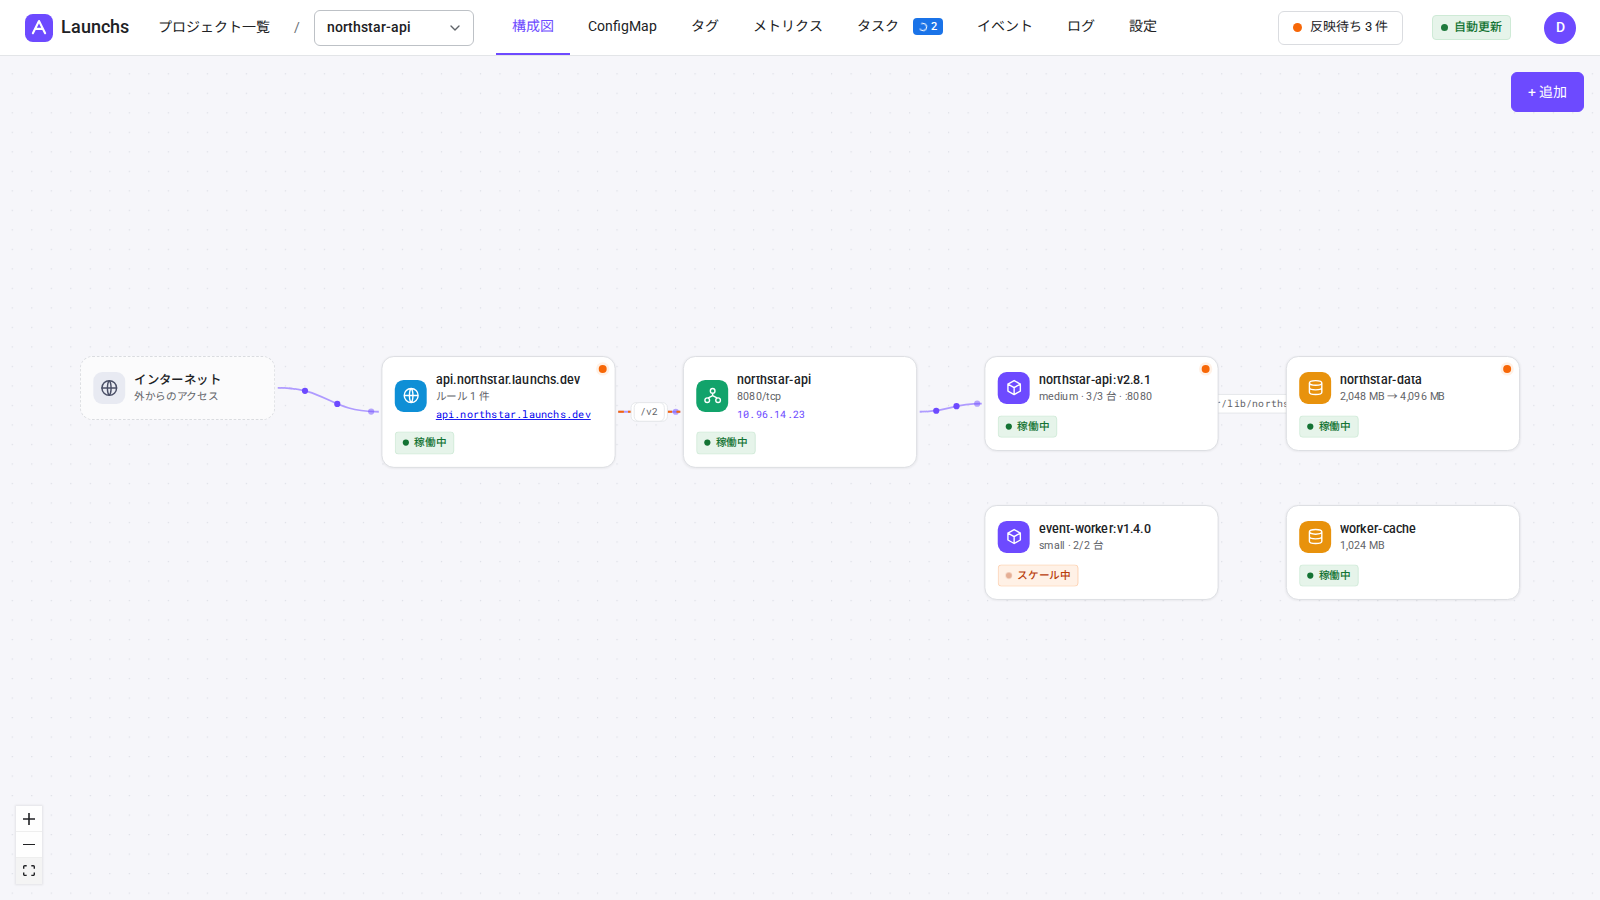 Launchs
プロジェクト一覧
/
northstar-api
構成図
ConfigMap
タグ
メトリクス
タスク
2
イベント
ログ
設定
反映待ち 3 件
自動更新
D
+ 追加
インターネット
外からのアクセス
api.northstar.launchs.dev
ルール 1 件
api.northstar.launchs.dev
稼働中
/v2
northstar-api
8080/tcp
10.96.14.23
稼働中
northstar-api:v2.8.1
medium · 3/3 台 · :8080
稼働中
/lib/norths
northstar-data
2,048 MB → 4,096 MB
稼働中
event-worker:v1.4.0
small · 2/2 台
スケール中
worker-cache
1,024 MB
稼働中